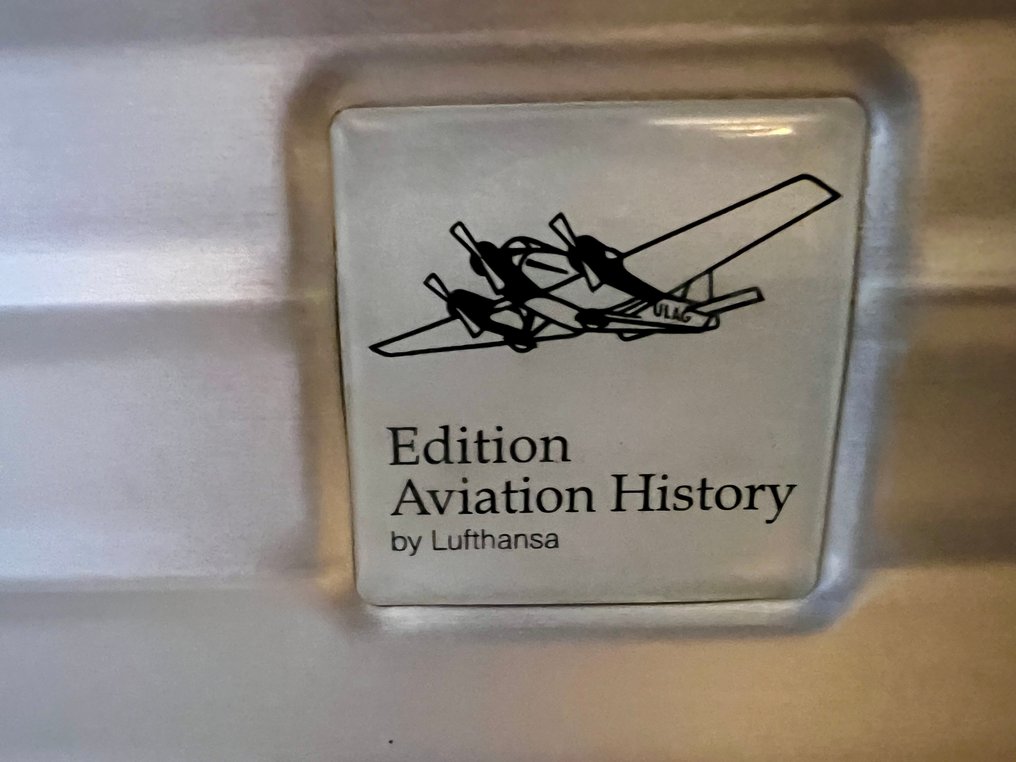 ULAG
Edition
Aviation History
by Lufthansa